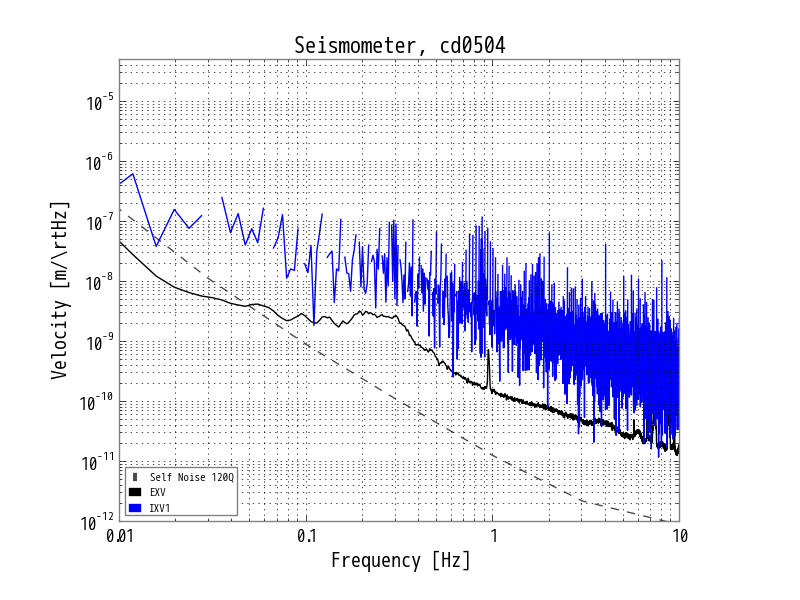 Seismometer, cd0504
Velocity [m/\rtHz]
10^-5
10^-6
10^-7
10^-8
10^-9
10^-10
10^-11
10^-12
Self Noise 120Q
EXV
IXV1
0.01 0.1 1 10
Frequency [Hz]